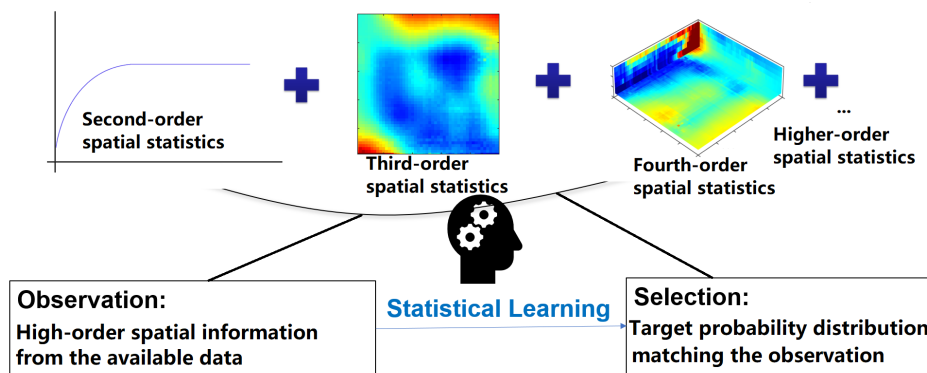 Second-order
spatial statistics
Third-order
spatial statistics
Fourth-order
spatial statistics
...
Higher-order
spatial statistics
Observation:
High-order spatial information
from the available data
Statistical Learning
Selection:
Target probability distribution
matching the observation